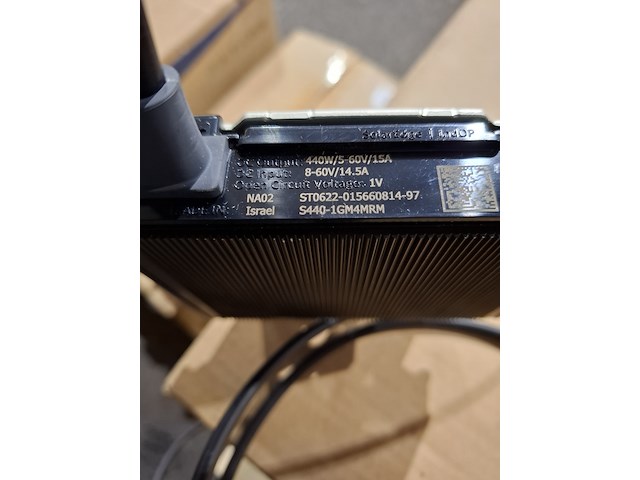 DC Output: 440W/5-60V/15A
DC Input: 8-60V/14.5A
Open Circuit Voltage: 1V
NA02 ST0622-015660814-97
Israel S440-1GM4MRM